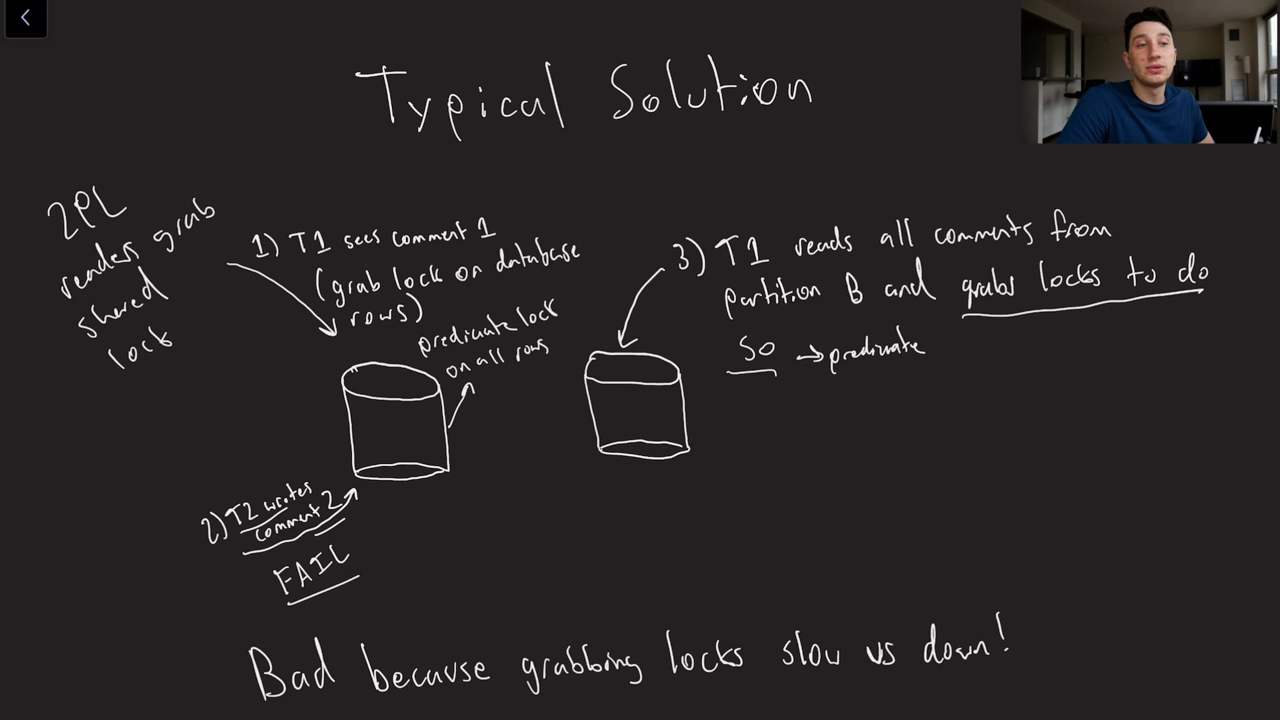 Typical Solution
2PL
readers grab
shared
lock
1) T1 sees comment 1
(grab lock on database
rows)
predicate lock
on all rows
2) T2 writes
comment 2
FAIL
3) T1 reads all comments from
partition B and grabs locks to do
so → predicate
Bad because grabbing locks slow us down!